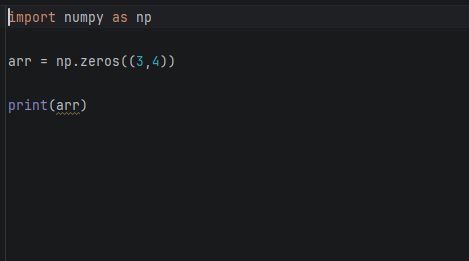 import numpy as np
arr = np.zeros((3,4))
print(arr)